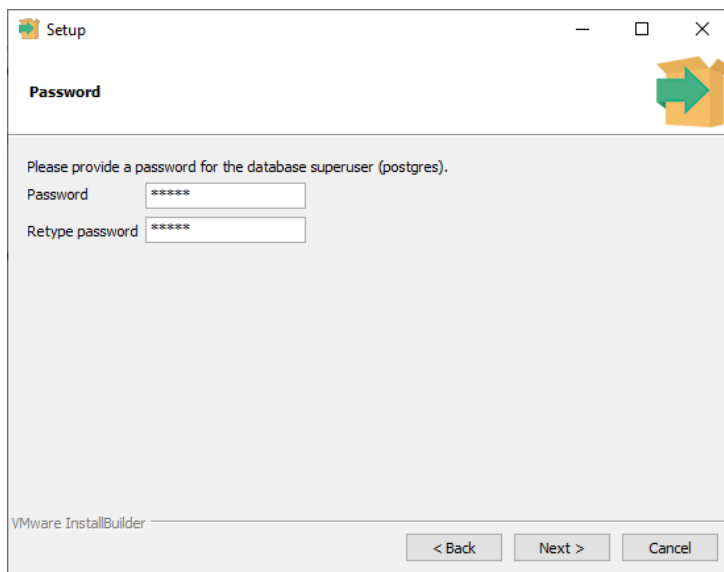 Setup
Password
Please provide a password for the database superuser (postgres).
Password *****
Retype password *****
VMware InstallBuilder
< Back Next > Cancel